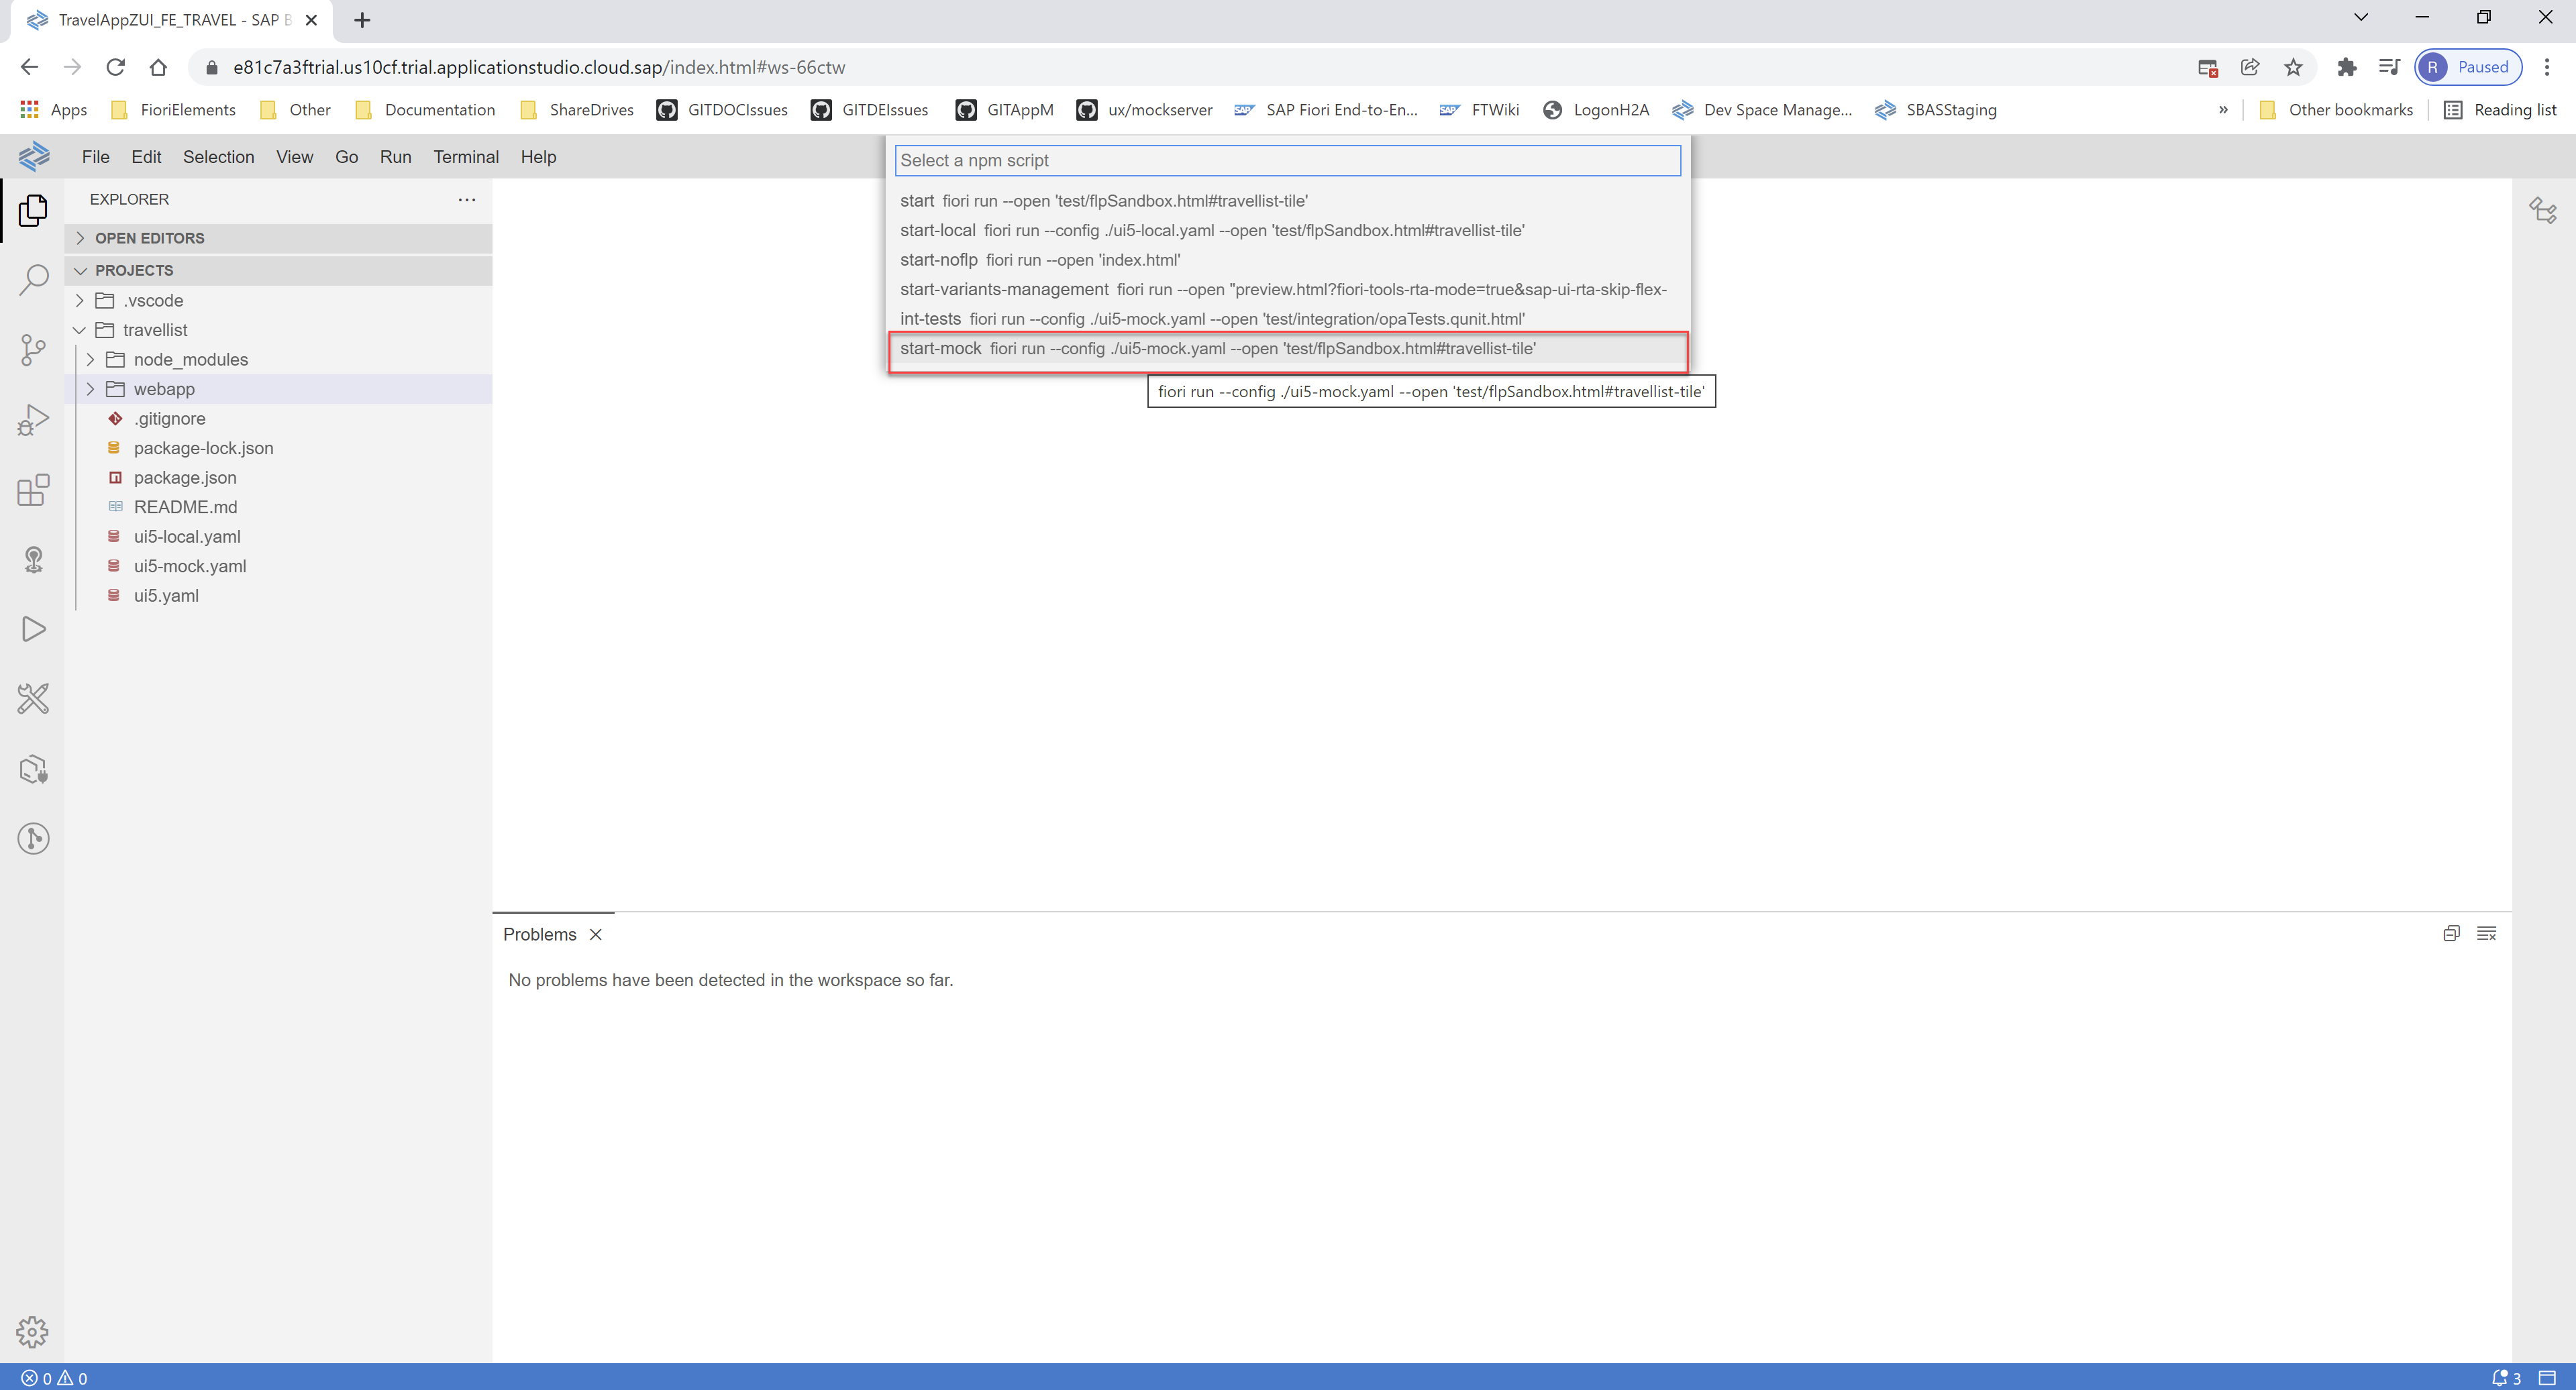 TravelAppZUI_FE_TRAVEL - SAP B
e81c7a3ftrial.us10cf.trial.applicationstudio.cloud.sap/index.html#ws-66ctw
R Paused
Apps FioriElements Other Documentation ShareDrives GITDOCIssues GITDEIssues GITAppM ux/mockserver SAP SAP Fiori End-to-En... SAP FTWiki LogonH2A Dev Space Manage... SBASStaging » Other bookmarks Reading list
File Edit Selection View Go Run Terminal Help
Select a npm script
start fiori run --open 'test/flpSandbox.html#travellist-tile'
start-local fiori run --config ./ui5-local.yaml --open 'test/flpSandbox.html#travellist-tile'
start-noflp fiori run --open 'index.html'
start-variants-management fiori run --open "preview.html?fiori-tools-rta-mode=true&sap-ui-rta-skip-flex-
int-tests fiori run --config ./ui5-mock.yaml --open 'test/integration/opaTests.qunit.html'
start-mock fiori run --config ./ui5-mock.yaml --open 'test/flpSandbox.html#travellist-tile'
fiori run --config ./ui5-mock.yaml --open 'test/flpSandbox.html#travellist-tile'
EXPLORER ...
OPEN EDITORS
PROJECTS
.vscode
travellist
node_modules
webapp
.gitignore
package-lock.json
package.json
README.md
ui5-local.yaml
ui5-mock.yaml
ui5.yaml
Problems
No problems have been detected in the workspace so far.
0 0
3